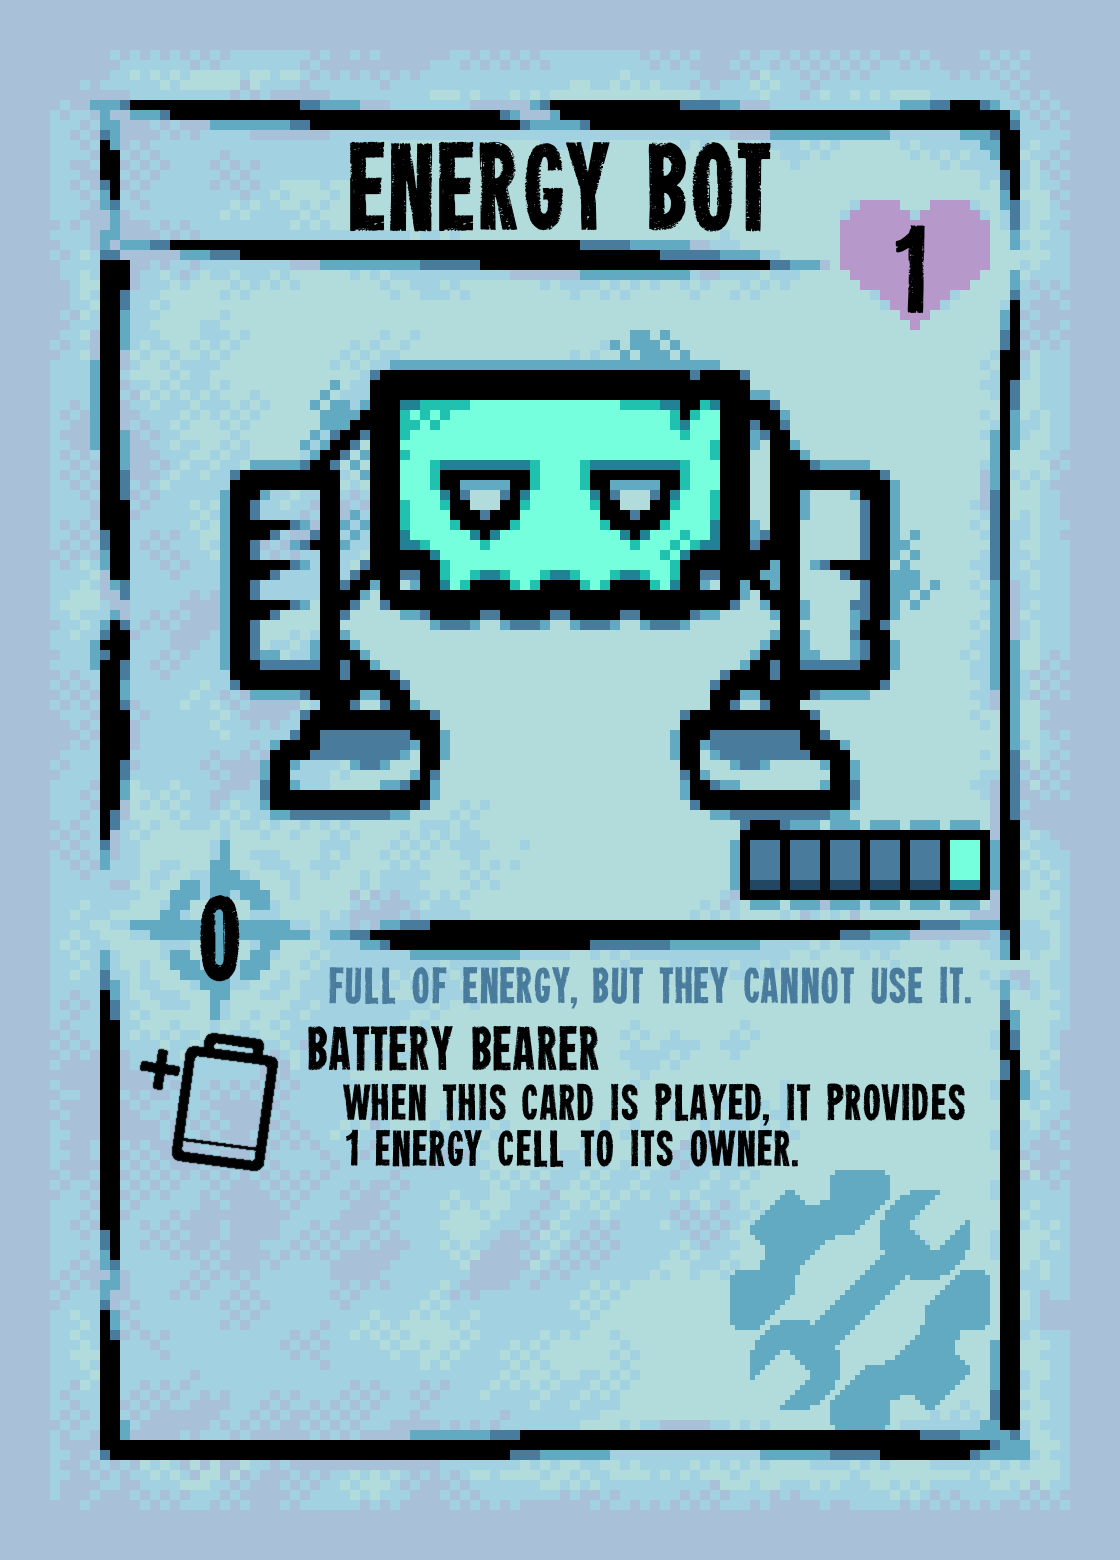 ENERGY BOT
1
0
FULL OF ENERGY, BUT THEY CANNOT USE IT.
BATTERY BEARER
WHEN THIS CARD IS PLAYED, IT PROVIDES
1 ENERGY CELL TO ITS OWNER.